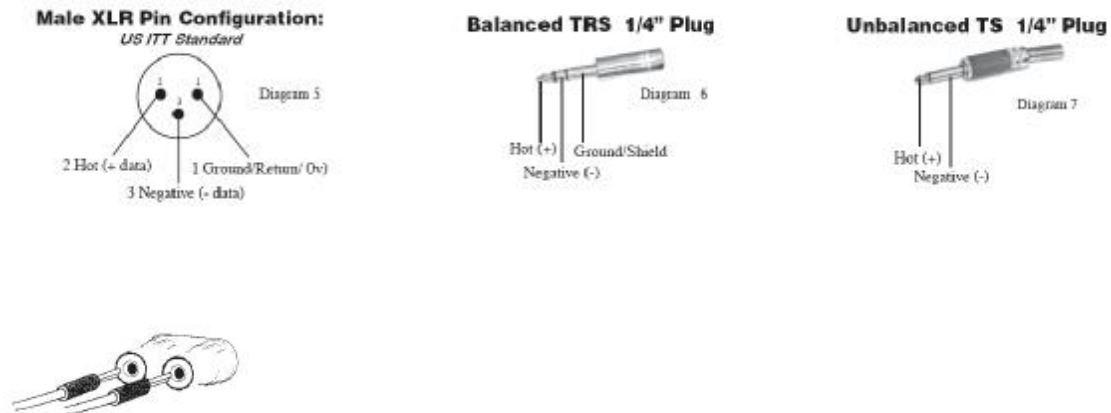 Male XLR Pin Configuration:
US ITT Standard
Diagram 5
2 Hot (+ data)
1 Ground/Return/ 0v)
3 Negative (- data)
Balanced TRS 1/4” Plug
Diagram 6
Hot (+)
Ground/Shield
Negative (-)
Unbalanced TS 1/4” Plug
Diagram 7
Hot (+)
Negative (-)